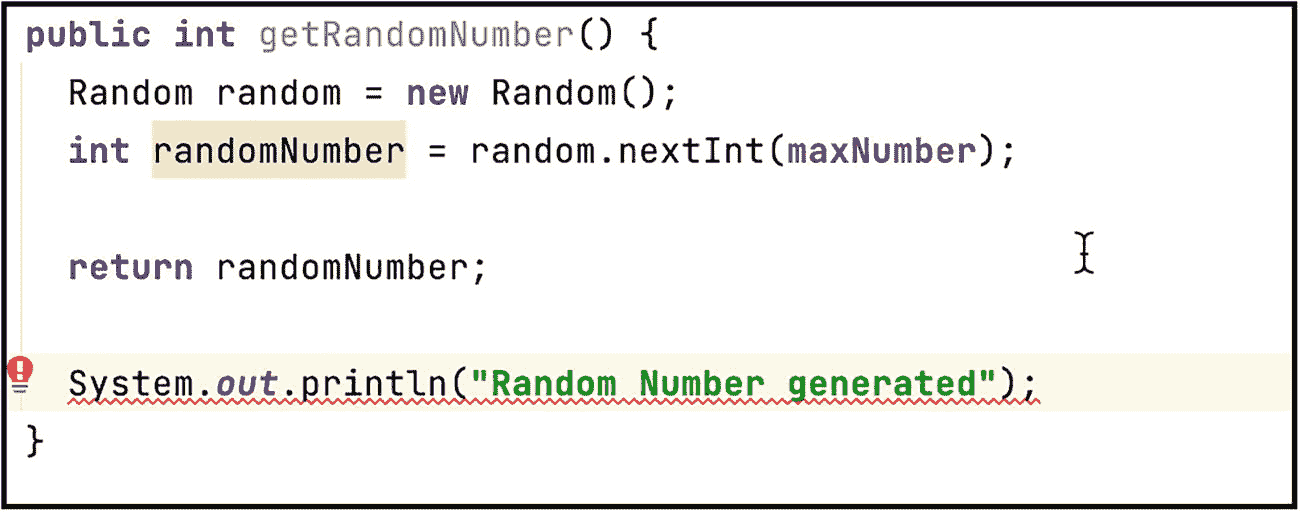 public int getRandomNumber() {
Random random = new Random();
int randomNumber = random.nextInt(maxNumber);
return randomNumber;
System.out.println("Random Number generated");
}